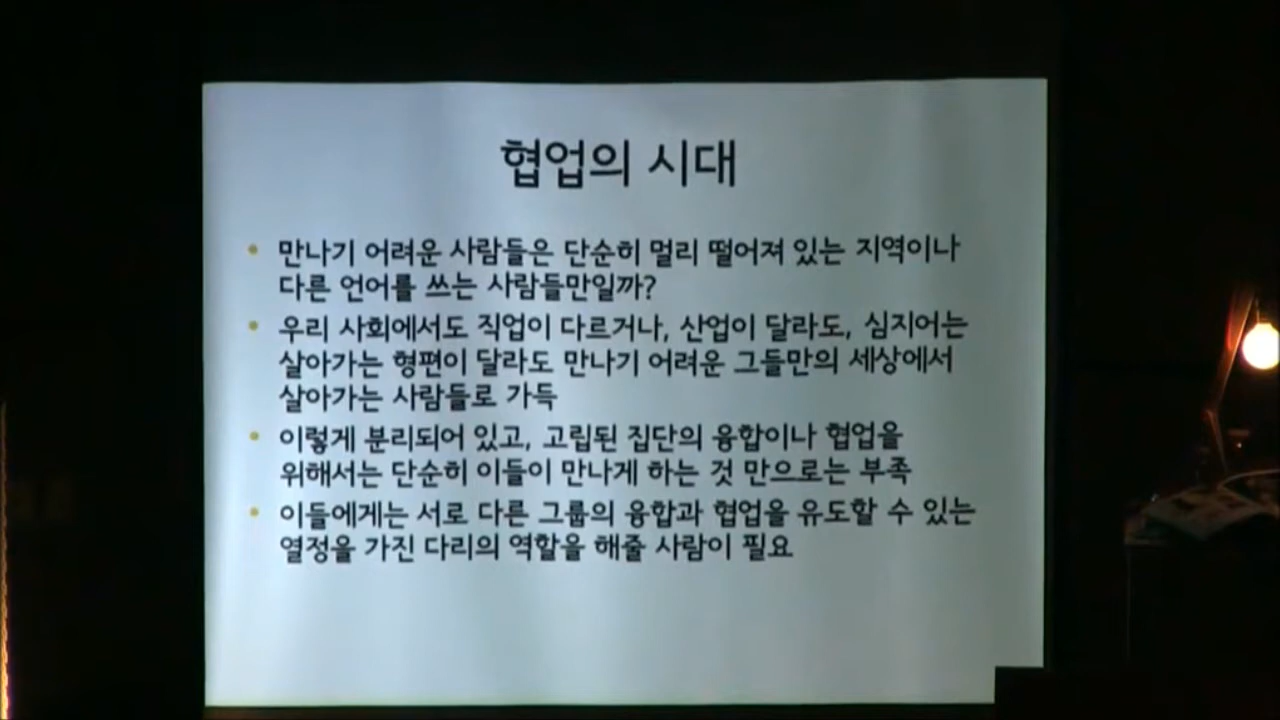 협업의 시대
• 만나기 어려운 사람들은 단순히 멀리 떨어져 있는 지역이나
다른 언어를 쓰는 사람들만일까?
• 우리 사회에서도 직업이 다르거나, 산업이 달라도, 심지어는
살아가는 형편이 달라도 만나기 어려운 그들만의 세상에서
살아가는 사람들로 가득
• 이렇게 분리되어 있고, 고립된 집단의 융합이나 협업을
위해서는 단순히 이들이 만나게 하는 것 만으로는 부족
• 이들에게는 서로 다른 그룹의 융합과 협업을 유도할 수 있는
열정을 가진 다리의 역할을 해줄 사람이 필요